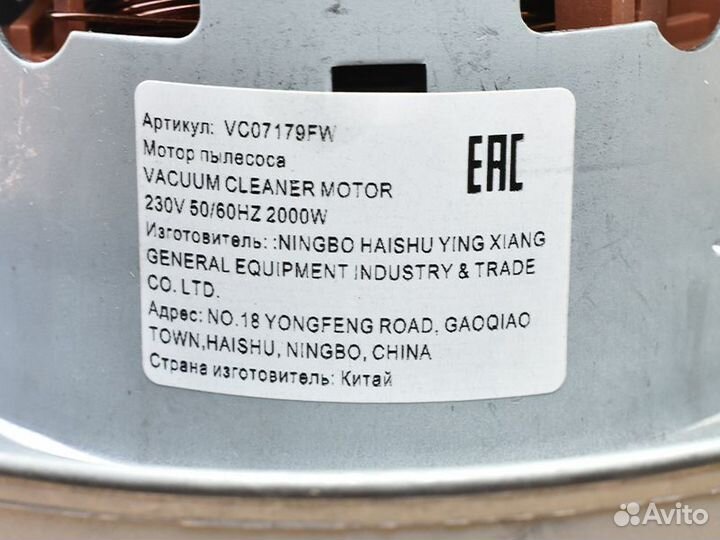 Артикул: VC07179FW
Мотор пылесоса
VACUUM CLEANER MOTOR
230V 50/60HZ 2000W
Изготовитель: :NINGBO HAISHU YING XIANG
GENERAL EQUIPMENT INDUSTRY & TRADE
CO. LTD.
Адрес: NO.18 YONGFENG ROAD, GAOQIAO
TOWN,HAISHU, NINGBO, CHINA
Страна изготовитель: Китай
EAC
Avito